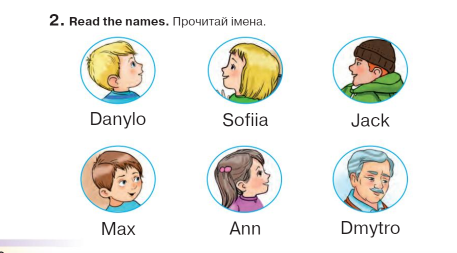 2. Read the names. Прочитай імена.
Danylo Sofiia Jack
Max Ann Dmytro